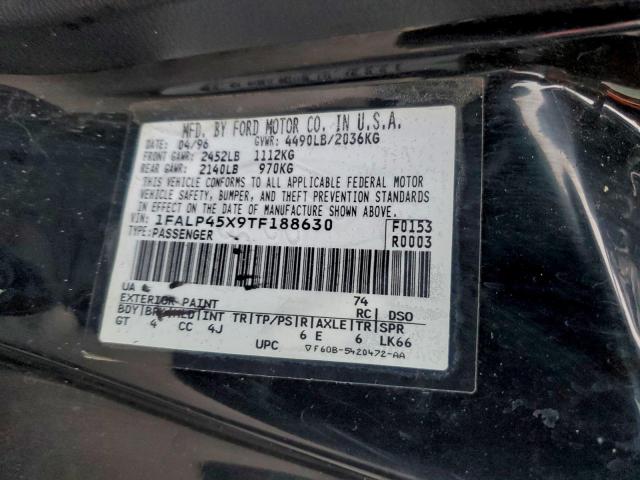 MFD. BY FORD MOTOR CO. IN U.S.A.
DATE: 04/96 GVWR: 4490LB/2036KG
FRONT GAWR: 2452LB 1112KG
REAR GAWR: 2140LB 970KG
THIS VEHICLE CONFORMS TO ALL APPLICABLE FEDERAL MOTOR
VEHICLE SAFETY, BUMPER, AND THEFT PREVENTION STANDARDS
IN EFFECT ON THE DATE OF MANUFACTURE SHOWN ABOVE.
VIN: 1FALP45X9TF188630 F0153
TYPE: PASSENGER R0003
UA 74
EXTERIOR PAINT RC DSO
BDY BRK INT TR TP/PS R AXLE TR SPR
GT 4 CC 4J 6 E 6 LK66
UPC ▽F60B-5420472-AA